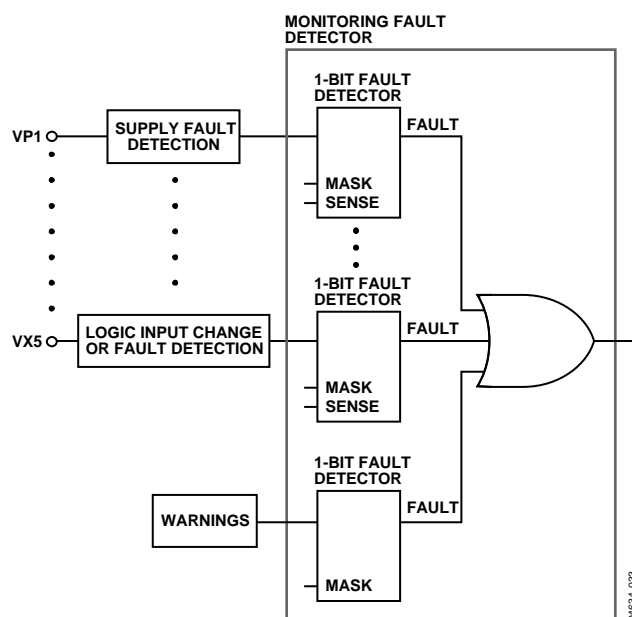 MONITORING FAULT
DETECTOR
1-BIT FAULT
DETECTOR
FAULT
VP1
SUPPLY FAULT
DETECTION
MASK
SENSE
1-BIT FAULT
DETECTOR
FAULT
VX5
LOGIC INPUT CHANGE
OR FAULT DETECTION
MASK
SENSE
1-BIT FAULT
DETECTOR
FAULT
WARNINGS
MASK